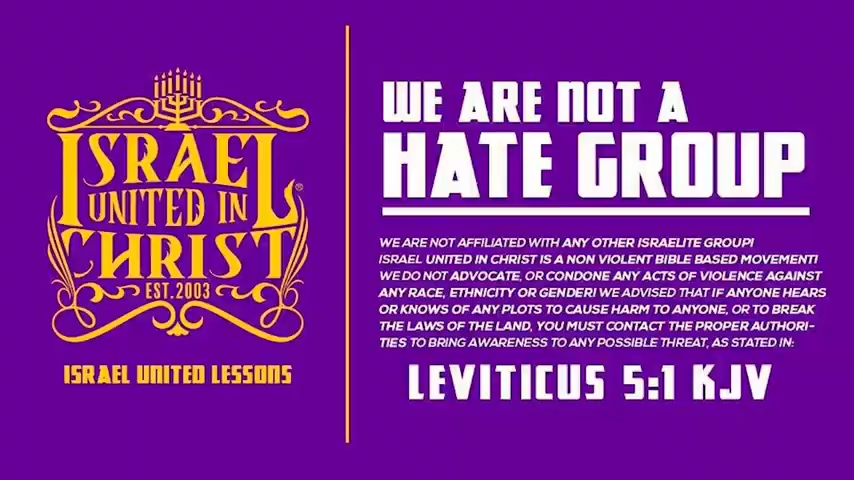 ISRAEL
UNITED IN
CHRIST
®
EST. 2003
ISRAEL UNITED LESSONS
WE ARE NOT A
HATE GROUP
WE ARE NOT AFFILIATED WITH ANY OTHER ISRAELITE GROUP!
ISRAEL UNITED IN CHRIST IS A NON VIOLENT BIBLE BASED MOVEMENT!
WE DO NOT ADVOCATE, OR CONDONE ANY ACTS OF VIOLENCE AGAINST
ANY RACE, ETHNICITY OR GENDER! WE ADVISED THAT IF ANYONE HEARS
OR KNOWS OF ANY PLOTS TO CAUSE HARM TO ANYONE, OR TO BREAK
THE LAWS OF THE LAND, YOU MUST CONTACT THE PROPER AUTHORI-
TIES TO BRING AWARENESS TO ANY POSSIBLE THREAT, AS STATED IN:
LEVITICUS 5:1 KJV